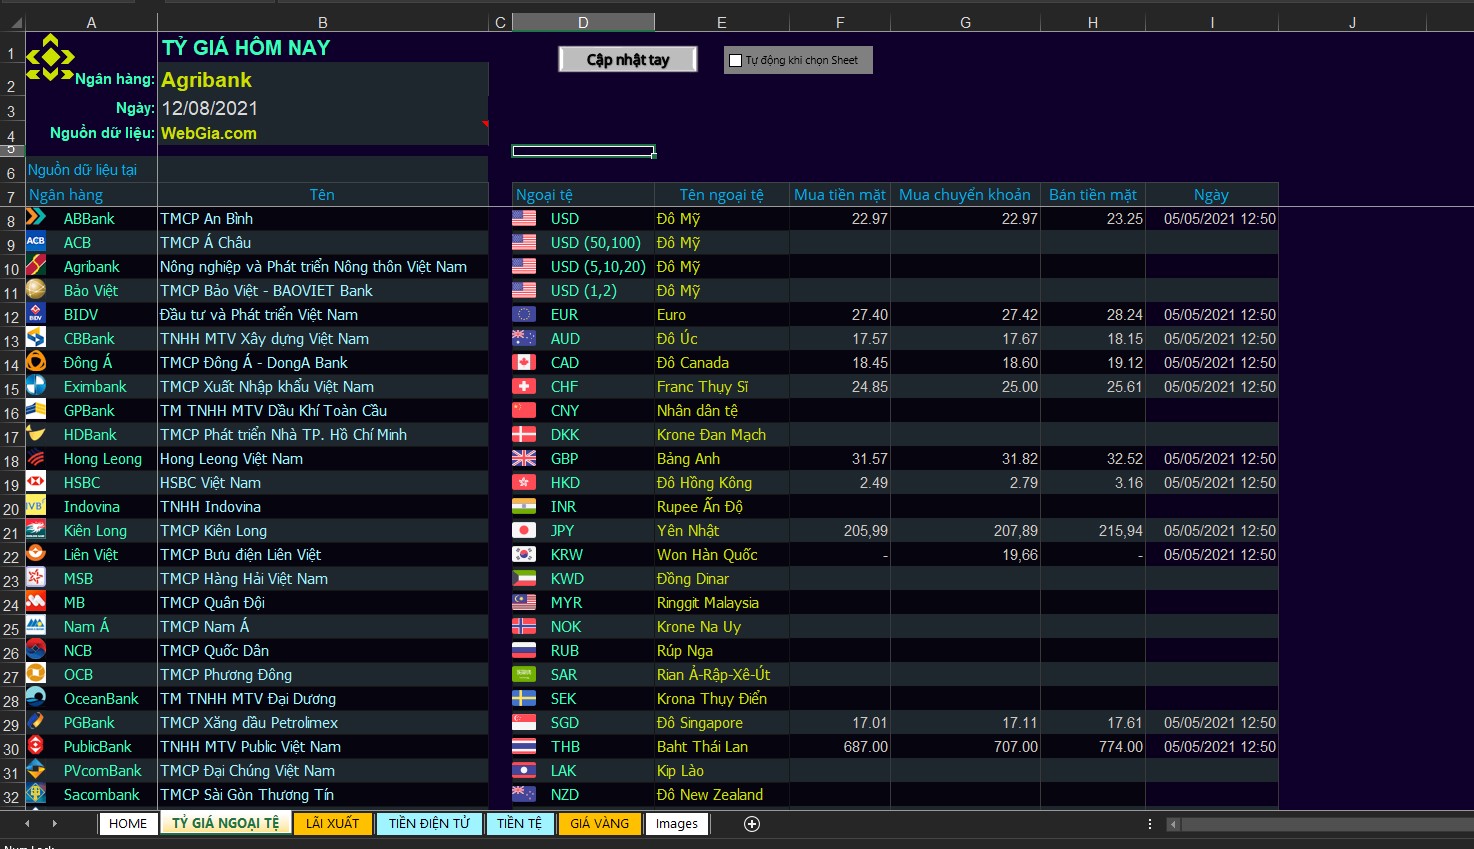 A B C D E F G H I J
1 TỶ GIÁ HÔM NAY Cập nhật tay Tự động khi chọn Sheet
2 Ngân hàng: Agribank
3 Ngày: 12/08/2021
4 Nguồn dữ liệu: WebGia.com
5
6 Nguồn dữ liệu tại
7 Ngân hàng Tên Ngoại tệ Tên ngoại tệ Mua tiền mặt Mua chuyển khoản Bán tiền mặt Ngày
8 ABBank TMCP An Bình USD Đô Mỹ 22.97 22.97 23.25 05/05/2021 12:50
9 ACB ACB TMCP Á Châu USD (50,100) Đô Mỹ
10 Agribank Nông nghiệp và Phát triển Nông thôn Việt Nam USD (5,10,20) Đô Mỹ
11 Bảo Việt TMCP Bảo Việt - BAOVIET Bank USD (1,2) Đô Mỹ
12 BIDV BIDV Đầu tư và Phát triển Việt Nam EUR Euro 27.40 27.42 28.24 05/05/2021 12:50
13 CBBank TNHH MTV Xây dựng Việt Nam AUD Đô Úc 17.57 17.67 18.15 05/05/2021 12:50
14 Đông Á TMCP Đông Á - DongA Bank CAD Đô Canada 18.45 18.60 19.12 05/05/2021 12:50
15 Eximbank TMCP Xuất Nhập khẩu Việt Nam CHF Franc Thụy Sĩ 24.85 25.00 25.61 05/05/2021 12:50
16 GPBank TM TNHH MTV Dầu Khí Toàn Cầu CNY Nhân dân tệ
17 HDBank TMCP Phát triển Nhà TP. Hồ Chí Minh DKK Krone Đan Mạch
18 Hong Leong Hong Leong Việt Nam GBP Bảng Anh 31.57 31.82 32.52 05/05/2021 12:50
19 HSBC HSBC Việt Nam HKD Đô Hồng Kông 2.49 2.79 3.16 05/05/2021 12:50
20 IVB Indovina TNHH Indovina INR Rupee Ấn Độ
21 Kiên Long TMCP Kiên Long JPY Yên Nhật 205,99 207,89 215,94 05/05/2021 12:50
22 Liên Việt TMCP Bưu điện Liên Việt KRW Won Hàn Quốc - 19,66 - 05/05/2021 12:50
23 MSB TMCP Hàng Hải Việt Nam KWD Đồng Dinar
24 MB TMCP Quân Đội MYR Ringgit Malaysia
25 Nam Á TMCP Nam Á NOK Krone Na Uy
26 NCB TMCP Quốc Dân RUB Rúp Nga
27 OCB TMCP Phương Đông SAR Rian Ả-Rập-Xê-Út
28 OceanBank TM TNHH MTV Đại Dương SEK Krona Thụy Điển
29 PGBank TMCP Xăng dầu Petrolimex SGD Đô Singapore 17.01 17.11 17.61 05/05/2021 12:50
30 PublicBank TNHH MTV Public Việt Nam THB Baht Thái Lan 687.00 707.00 774.00 05/05/2021 12:50
31 PVcomBank TMCP Đại Chúng Việt Nam LAK Kip Lào
32 Sacombank TMCP Sài Gòn Thương Tín NZD Đô New Zealand
HOME TỶ GIÁ NGOẠI TỆ LÃI XUẤT TIỀN ĐIỆN TỬ TIỀN TỆ GIÁ VÀNG Images